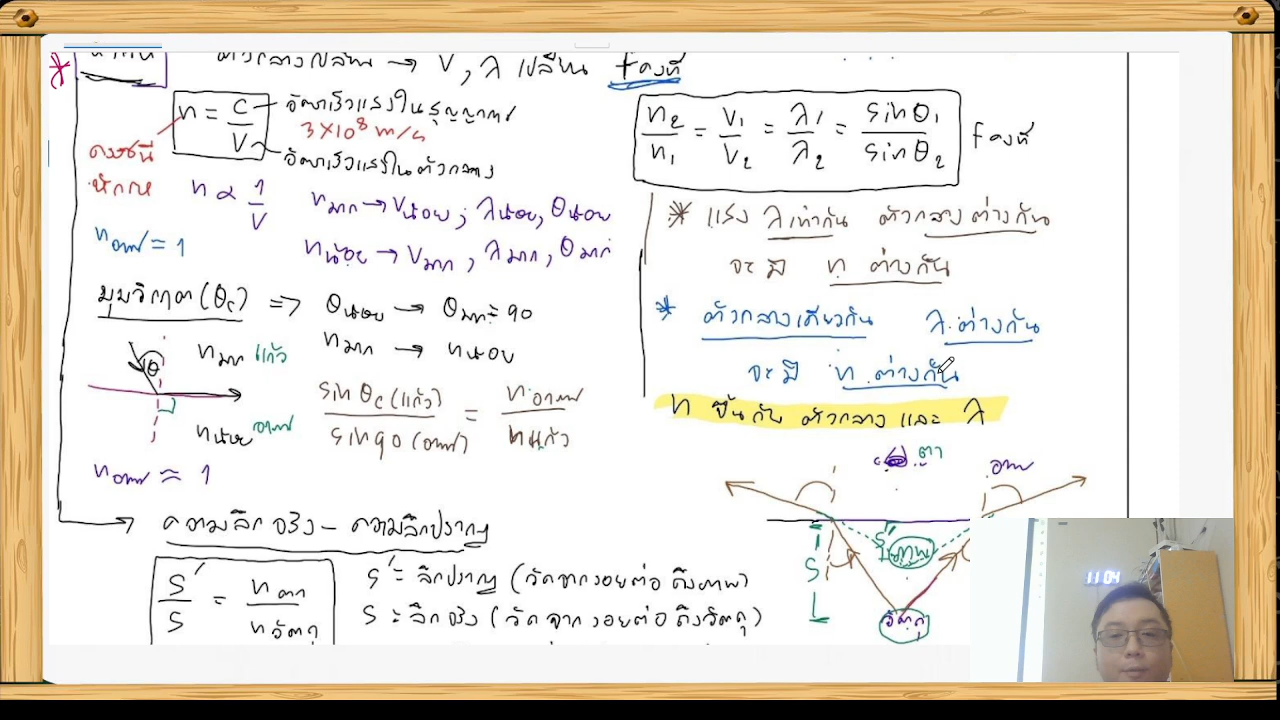 หักเห ตัวกลางเปลี่ยน → v, λ เปลี่ยน f คงที่
n = c/v
อัตราเร็วแสงในสุญญากาศ
3×10⁸ m/s
อัตราเร็วแสงในตัวกลาง
ดรรชนี
หักเห
n ∝ 1/v
n มาก → v น้อย, λ น้อย, θ น้อย
n น้อย → v มาก, λ มาก, θ มาก
n อากาศ = 1
มุมวิกฤต (θc) => θ น้อย → θ มาก = 90
n มาก → n น้อย
θ
n มาก แก้ว
n น้อย อากาศ
sin θc (แก้ว) / sin 90 (อากาศ) = n อากาศ / n แก้ว
n อากาศ ≈ 1
ความลึกจริง – ความลึกปรากฏ
S'/S = n ตา / n วัตถุ
S' = ลึกปรากฏ (วัดจากรอยต่อถึงภาพ)
S = ลึกจริง (วัดจากรอยต่อถึงวัตถุ)
n₂/n₁ = v₁/v₂ = λ₁/λ₂ = sin θ₁/sin θ₂ f คงที่
* แสง λ เท่ากัน ตัวกลางต่างกัน
จะมี n ต่างกัน
* ตัวกลางเดียวกัน λ ต่างกัน
จะมี n ต่างกัน
n ขึ้นกับ ตัวกลาง และ λ
ตา
S'
ภาพ
S
วัตถุ
11:04